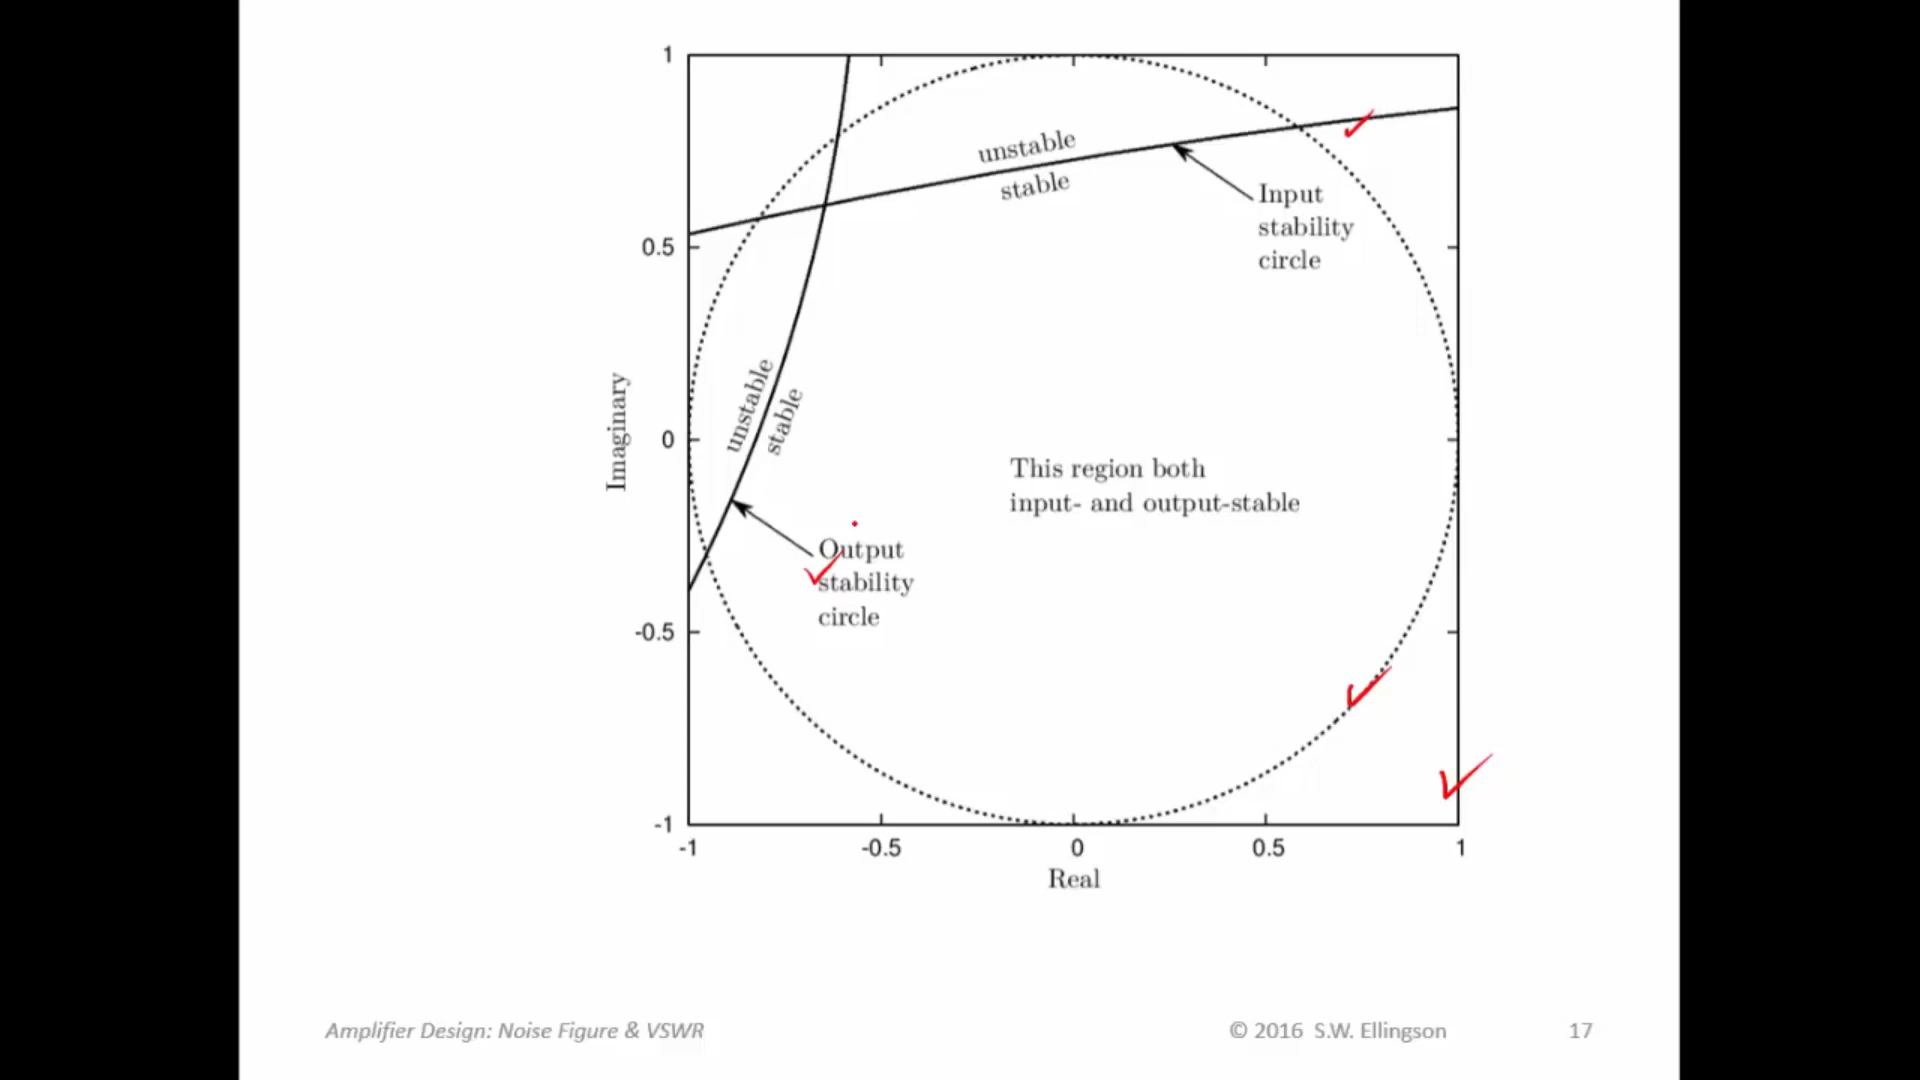 1
unstable
stable
Input
stability
circle
0.5
unstable
stable
Imaginary
0
This region both
input- and output-stable
Output
stability
circle
-0.5
-1
-1
-0.5
0
0.5
1
Real
Amplifier Design: Noise Figure & VSWR
© 2016 S.W. Ellingson
17